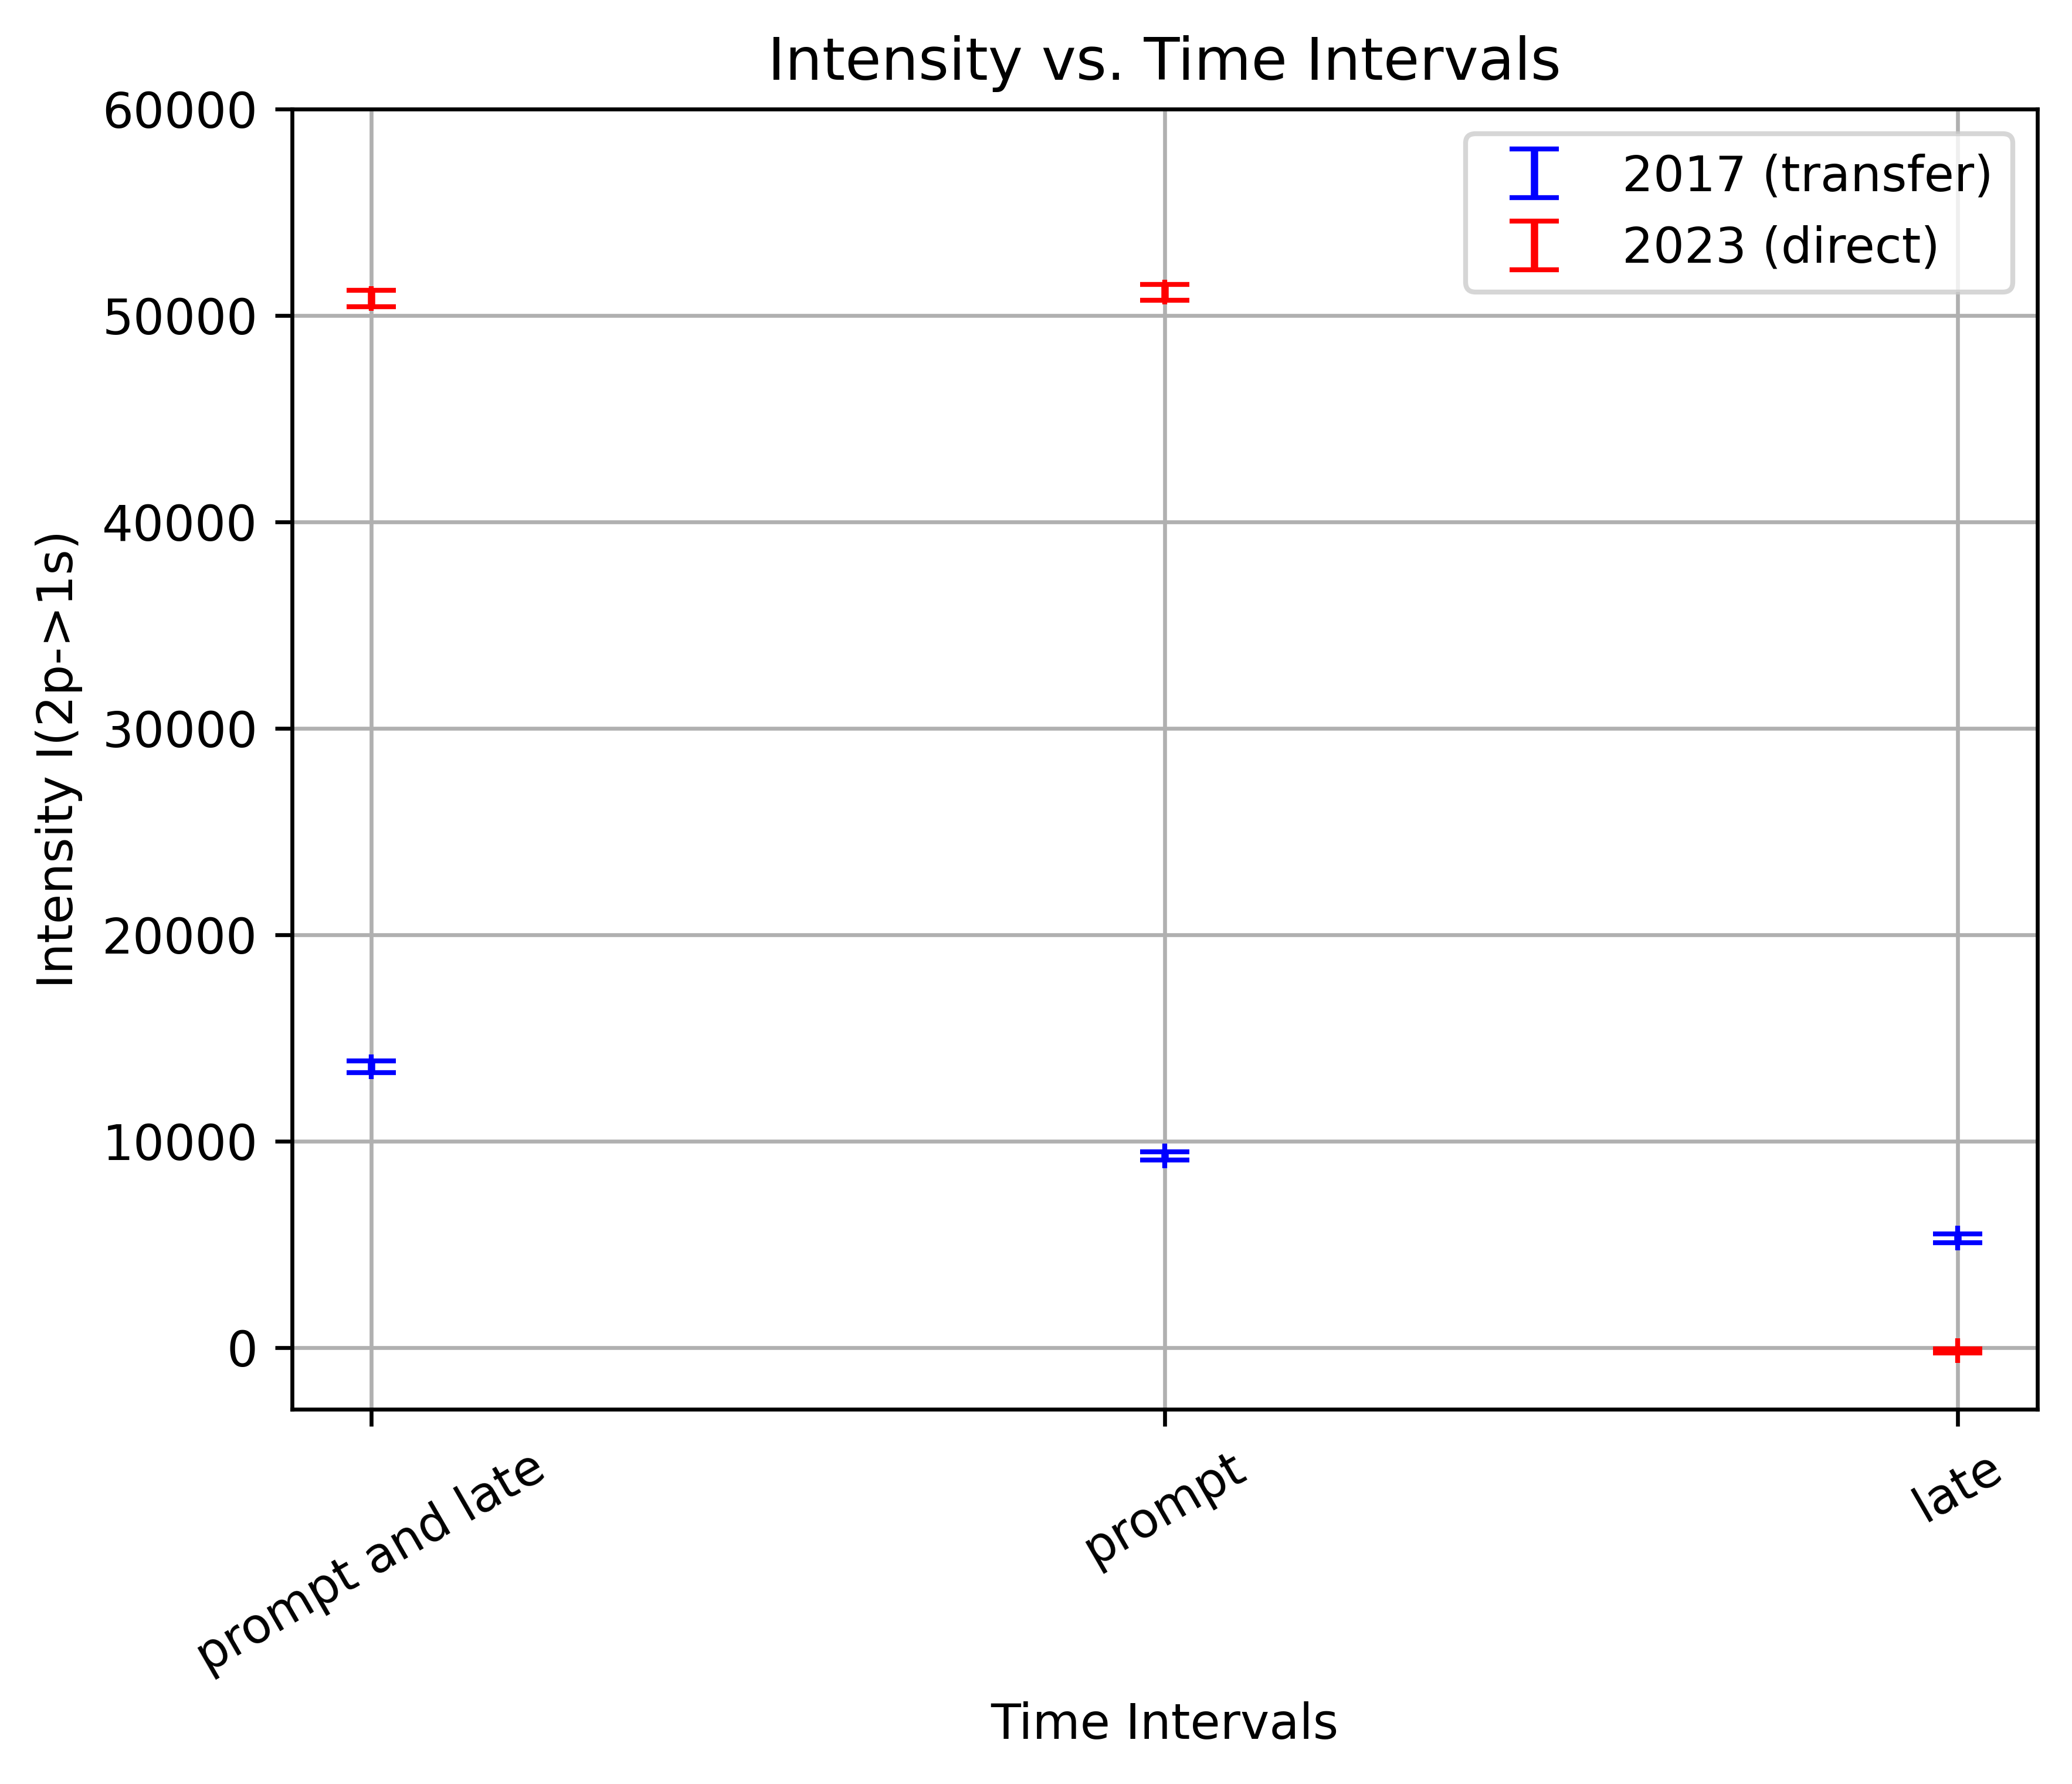 Intensity vs. Time Intervals
60000
50000
40000
30000
20000
10000
0
Intensity I(2p->1s)
2017 (transfer)
2023 (direct)
prompt and late
prompt
late
Time Intervals